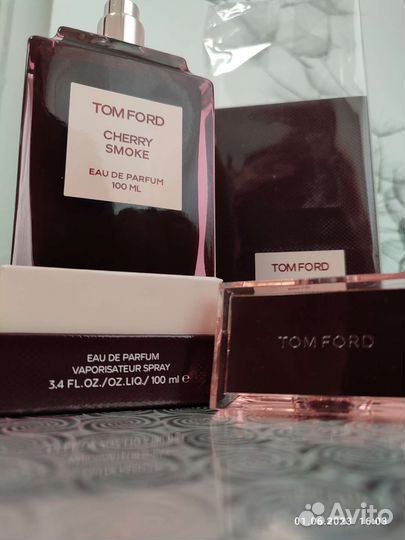 TOM FORD
CHERRY
SMOKE
EAU DE PARFUM
100 ML
TOM FORD
TOM FORD
EAU DE PARFUM
VAPORISATEUR SPRAY
3.4 FL.OZ./OZ.LIQ./ 100 ml e
01.06.2023 16:03
Avito